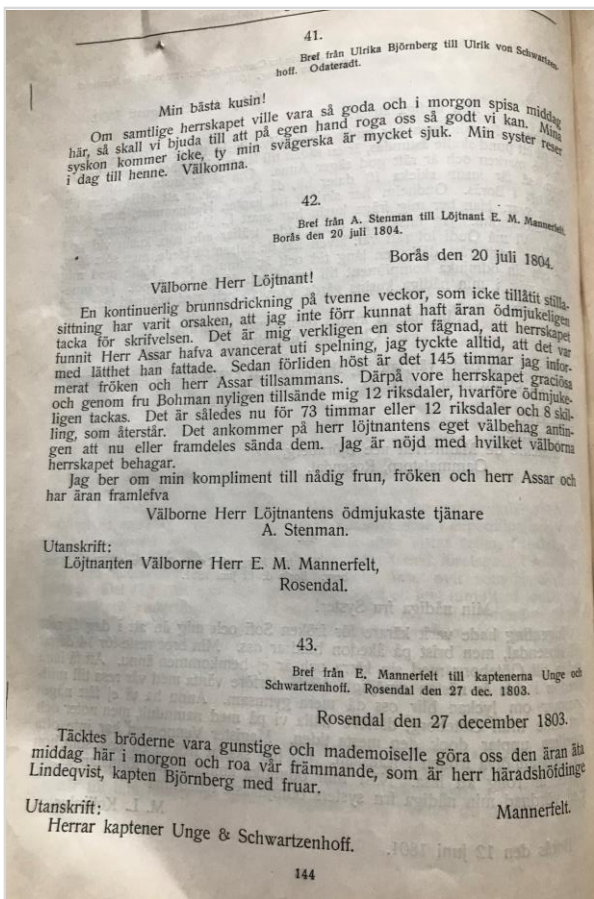 41.
Bref från Ulrika Björnberg till Ulrik von Schwartzen-
hoff. Odateradt.
Min bästa kusin!
Om samtlige herrskapet ville vara så goda och i morgon spisa middag
här, så skall vi bjuda till att på egen hand roga oss så godt vi kan. Mina
syskon kommer icke, ty min svägerska är mycket sjuk. Min syster reser
i dag till henne. Välkomna.
42.
Bref från A. Stenman till Löjtnant E. M. Mannerfelt.
Borås den 20 juli 1804.
Borås den 20 juli 1804.
Välborne Herr Löjtnant!
En kontinuerlig brunnsdrickning på tvenne veckor, som icke tillåtit stilla-
sittning har varit orsaken, att jag inte förr kunnat haft äran ödmjukeligen
tacka för skrifvelsen. Det är mig verkligen en stor fägnad, att herrskapet
funnit Herr Assar hafva avancerat uti spelning, jag tyckte alltid, att det var
med lätthet han fattade. Sedan förliden höst är det 145 timmar jag infor-
merat fröken och herr Assar tillsammans. Därpå vore herrskapet graciösa
och genom fru Bohman nyligen tillsände mig 12 riksdaler, hvarföre ödmjuke-
ligen tackas. Det är således nu för 73 timmar eller 12 riksdaler och 8 skil-
ling, som återstår. Det ankommer på herr löjtnantens eget välbehag antin-
gen att nu eller framdeles sända dem. Jag är nöjd med hvilket välborna
herrskapet behagar.
Jag ber om min kompliment till nådig frun, fröken och herr Assar och
har äran framlefva
Välborne Herr Löjtnantens ödmjukaste tjänare
A. Stenman.
Utanskrift:
Löjtnanten Välborne Herr E. M. Mannerfelt,
Rosendal.
43.
Bref från E. Mannerfelt till kaptenerna Unge och
Schwartzenhoff. Rosendal den 27 dec. 1803.
Rosendal den 27 december 1803.
Täcktes bröderne vara gunstige och mademoiselle göra oss den äran äta
middag här i morgon och roa vår främmande, som är herr häradshöfdinge
Lindeqvist, kapten Björnberg med fruar.
Mannerfelt.
Utanskrift:
Herrar kaptener Unge & Schwartzenhoff.
144